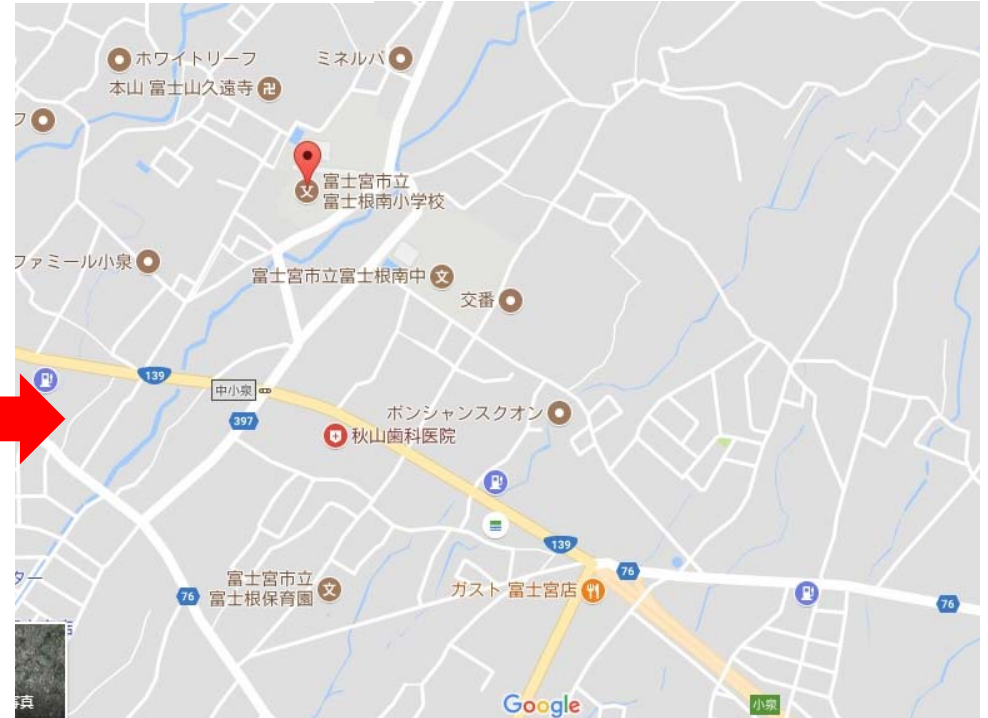 ホワイトリーフ
ミネルバ
本山 富士山久遠寺
フ
富士宮市立
富士根南小学校
ファミール小泉
富士宮市立富士根南中
交番
139
中小泉
397
ボンシャンスクオン
秋山歯科医院
139
76
富士宮市立
富士根保育園
76
ガスト 富士宮店
76
ター
写真
Google
小泉